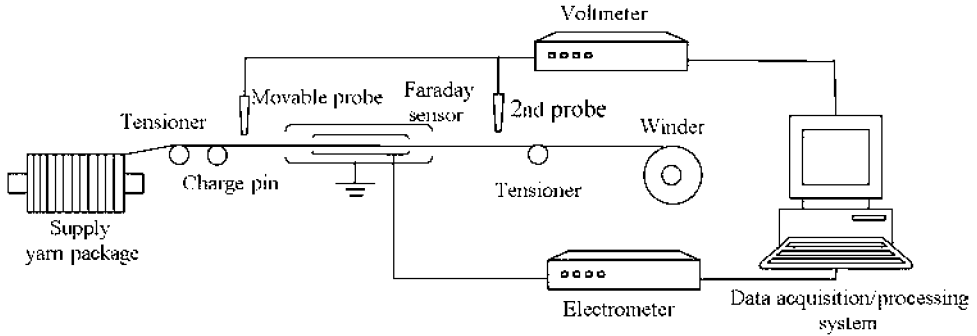 Voltmeter
Movable probe
Faraday
sensor
2nd probe
Tensioner
Winder
Charge pin
Tensioner
Supply
yarn package
Electrometer
Data acquisition/processing
system